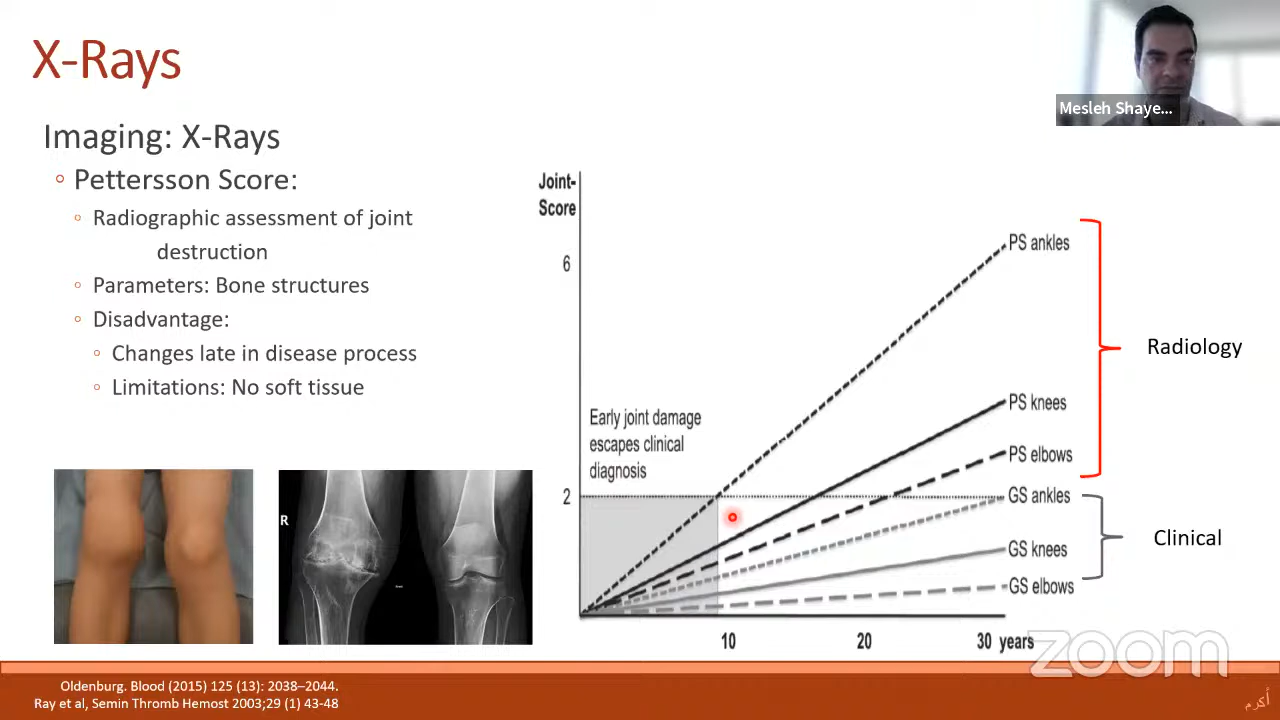 X-Rays
Mesleh Shaye...
Imaging: X-Rays
Pettersson Score:
Radiographic assessment of joint
destruction
Parameters: Bone structures
Disadvantage:
Changes late in disease process
Limitations: No soft tissue
R
Joint-
Score
6
2
Early joint damage
escapes clinical
diagnosis
PS ankles
PS knees
PS elbows
GS ankles
GS knees
GS elbows
10
20
30 years
Radiology
Clinical
zoom
Oldenburg. Blood (2015) 125 (13): 2038–2044.
Ray et al, Semin Thromb Hemost 2003;29 (1) 43-48
أكرم